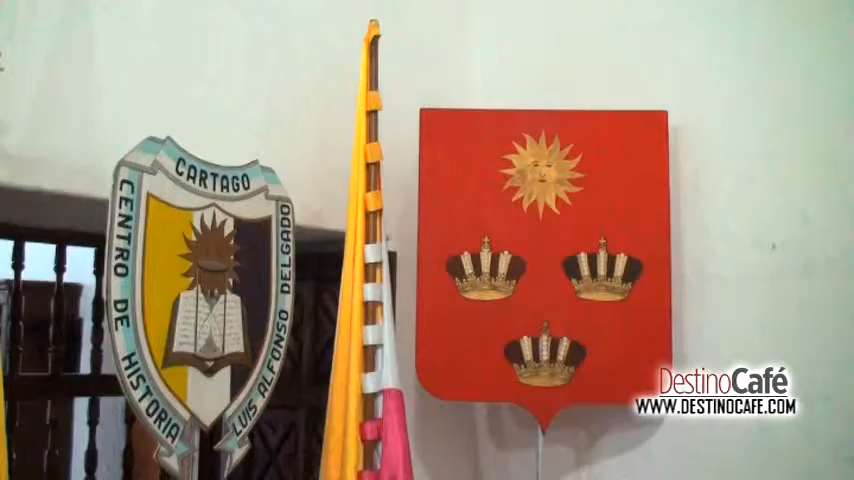 CARTAGO
CENTRO DE HISTORIA
LUIS ALFONSO DELGADO
DestinoCafé
WWW.DESTINOCAFE.COM